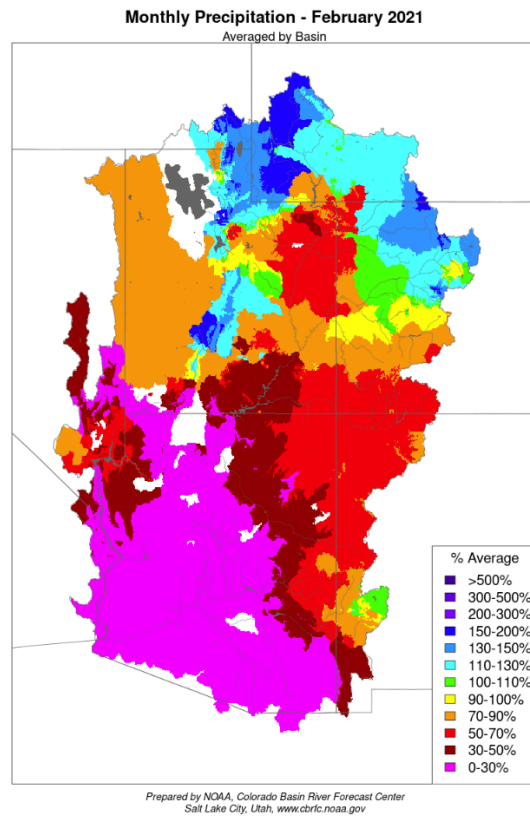 Monthly Precipitation - February 2021
Averaged by Basin
% Average
>500%
300-500%
200-300%
150-200%
130-150%
110-130%
100-110%
90-100%
70-90%
50-70%
30-50%
0-30%
Prepared by NOAA, Colorado Basin River Forecast Center
Salt Lake City, Utah, www.cbrfc.noaa.gov